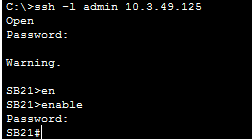 C:\>ssh -l admin 10.3.49.125
Open
Password:
Warning.
SB21>en
SB21>enable
Password:
SB21#